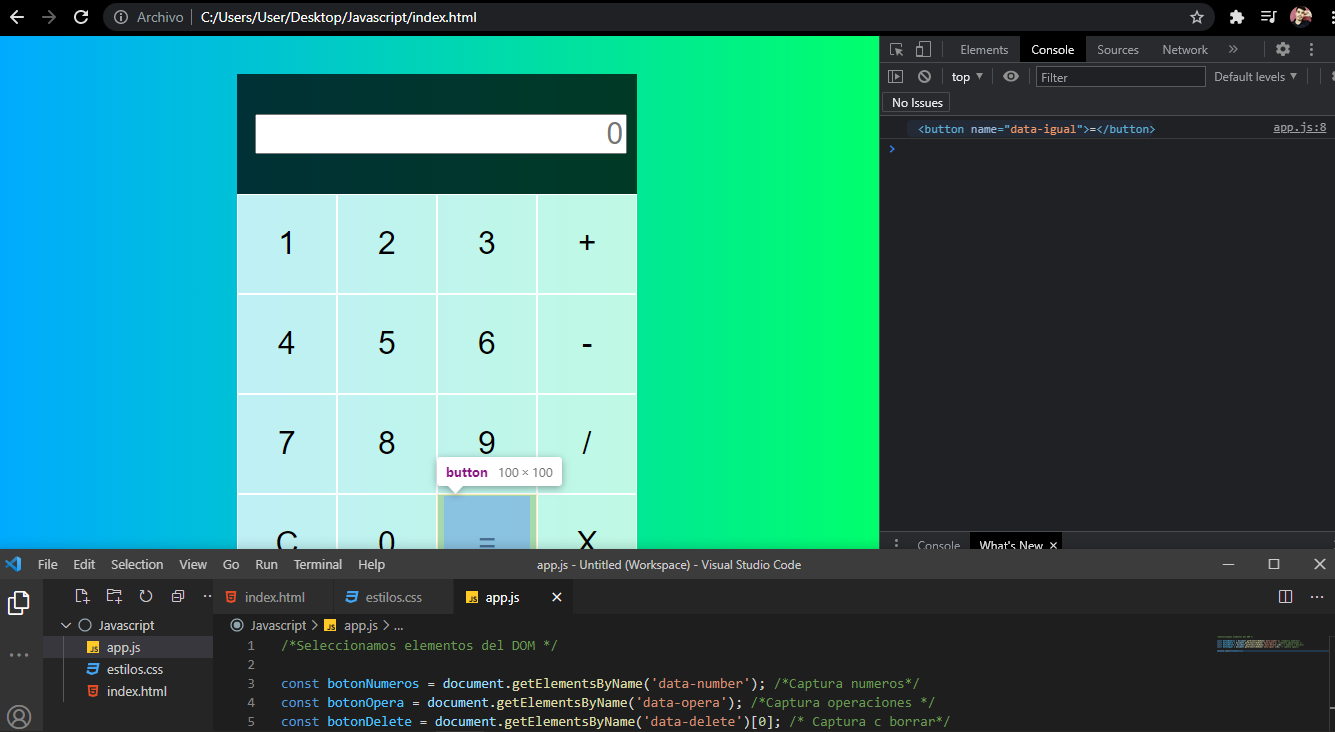 Archivo C:/Users/User/Desktop/Javascript/index.html
Elements Console Sources Network
top Filter Default levels
No Issues
<button name="data-igual">=</button> app.js:8
0
1 2 3 +
4 5 6 -
7 8 9 /
button 100 × 100
C 0 = X
Console What's New
File Edit Selection View Go Run Terminal Help app.js - Untitled (Workspace) - Visual Studio Code
index.html estilos.css app.js
Javascript
app.js
estilos.css
index.html
Javascript > app.js > ...
1 /*Seleccionamos elementos del DOM */
2
3 const botonNumeros = document.getElementsByName('data-number'); /*Captura numeros*/
4 const botonOpera = document.getElementsByName('data-opera'); /*Captura operaciones */
5 const botonDelete = document.getElementsByName('data-delete')[0]; /* Captura c borrar*/